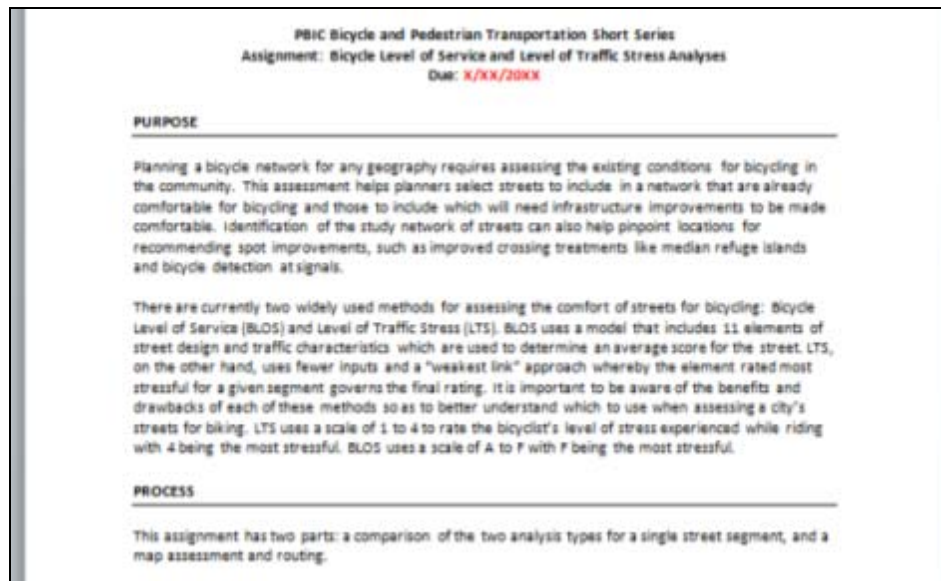 PBIC Bicycle and Pedestrian Transportation Short Series
Assignment: Bicycle Level of Service and Level of Traffic Stress Analyses
Due: X/XX/20XX
PURPOSE
Planning a bicycle network for any geography requires assessing the existing conditions for bicycling in
the community. This assessment helps planners select streets to include in a network that are already
comfortable for bicycling and those to include which will need infrastructure improvements to be made
comfortable. Identification of the study network of streets can also help pinpoint locations for
recommending spot improvements, such as improved crossing treatments like median refuge islands
and bicycle detection at signals.
There are currently two widely used methods for assessing the comfort of streets for bicycling: Bicycle
Level of Service (BLOS) and Level of Traffic Stress (LTS). BLOS uses a model that includes 11 elements of
street design and traffic characteristics which are used to determine an average score for the street. LTS,
on the other hand, uses fewer inputs and a "weakest link" approach whereby the element rated most
stressful for a given segment governs the final rating. It is important to be aware of the benefits and
drawbacks of each of these methods so as to better understand which to use when assessing a city's
streets for biking. LTS uses a scale of 1 to 4 to rate the bicyclist's level of stress experienced while riding
with 4 being the most stressful. BLOS uses a scale of A to F with F being the most stressful.
PROCESS
This assignment has two parts: a comparison of the two analysis types for a single street segment, and a
map assessment and routing.